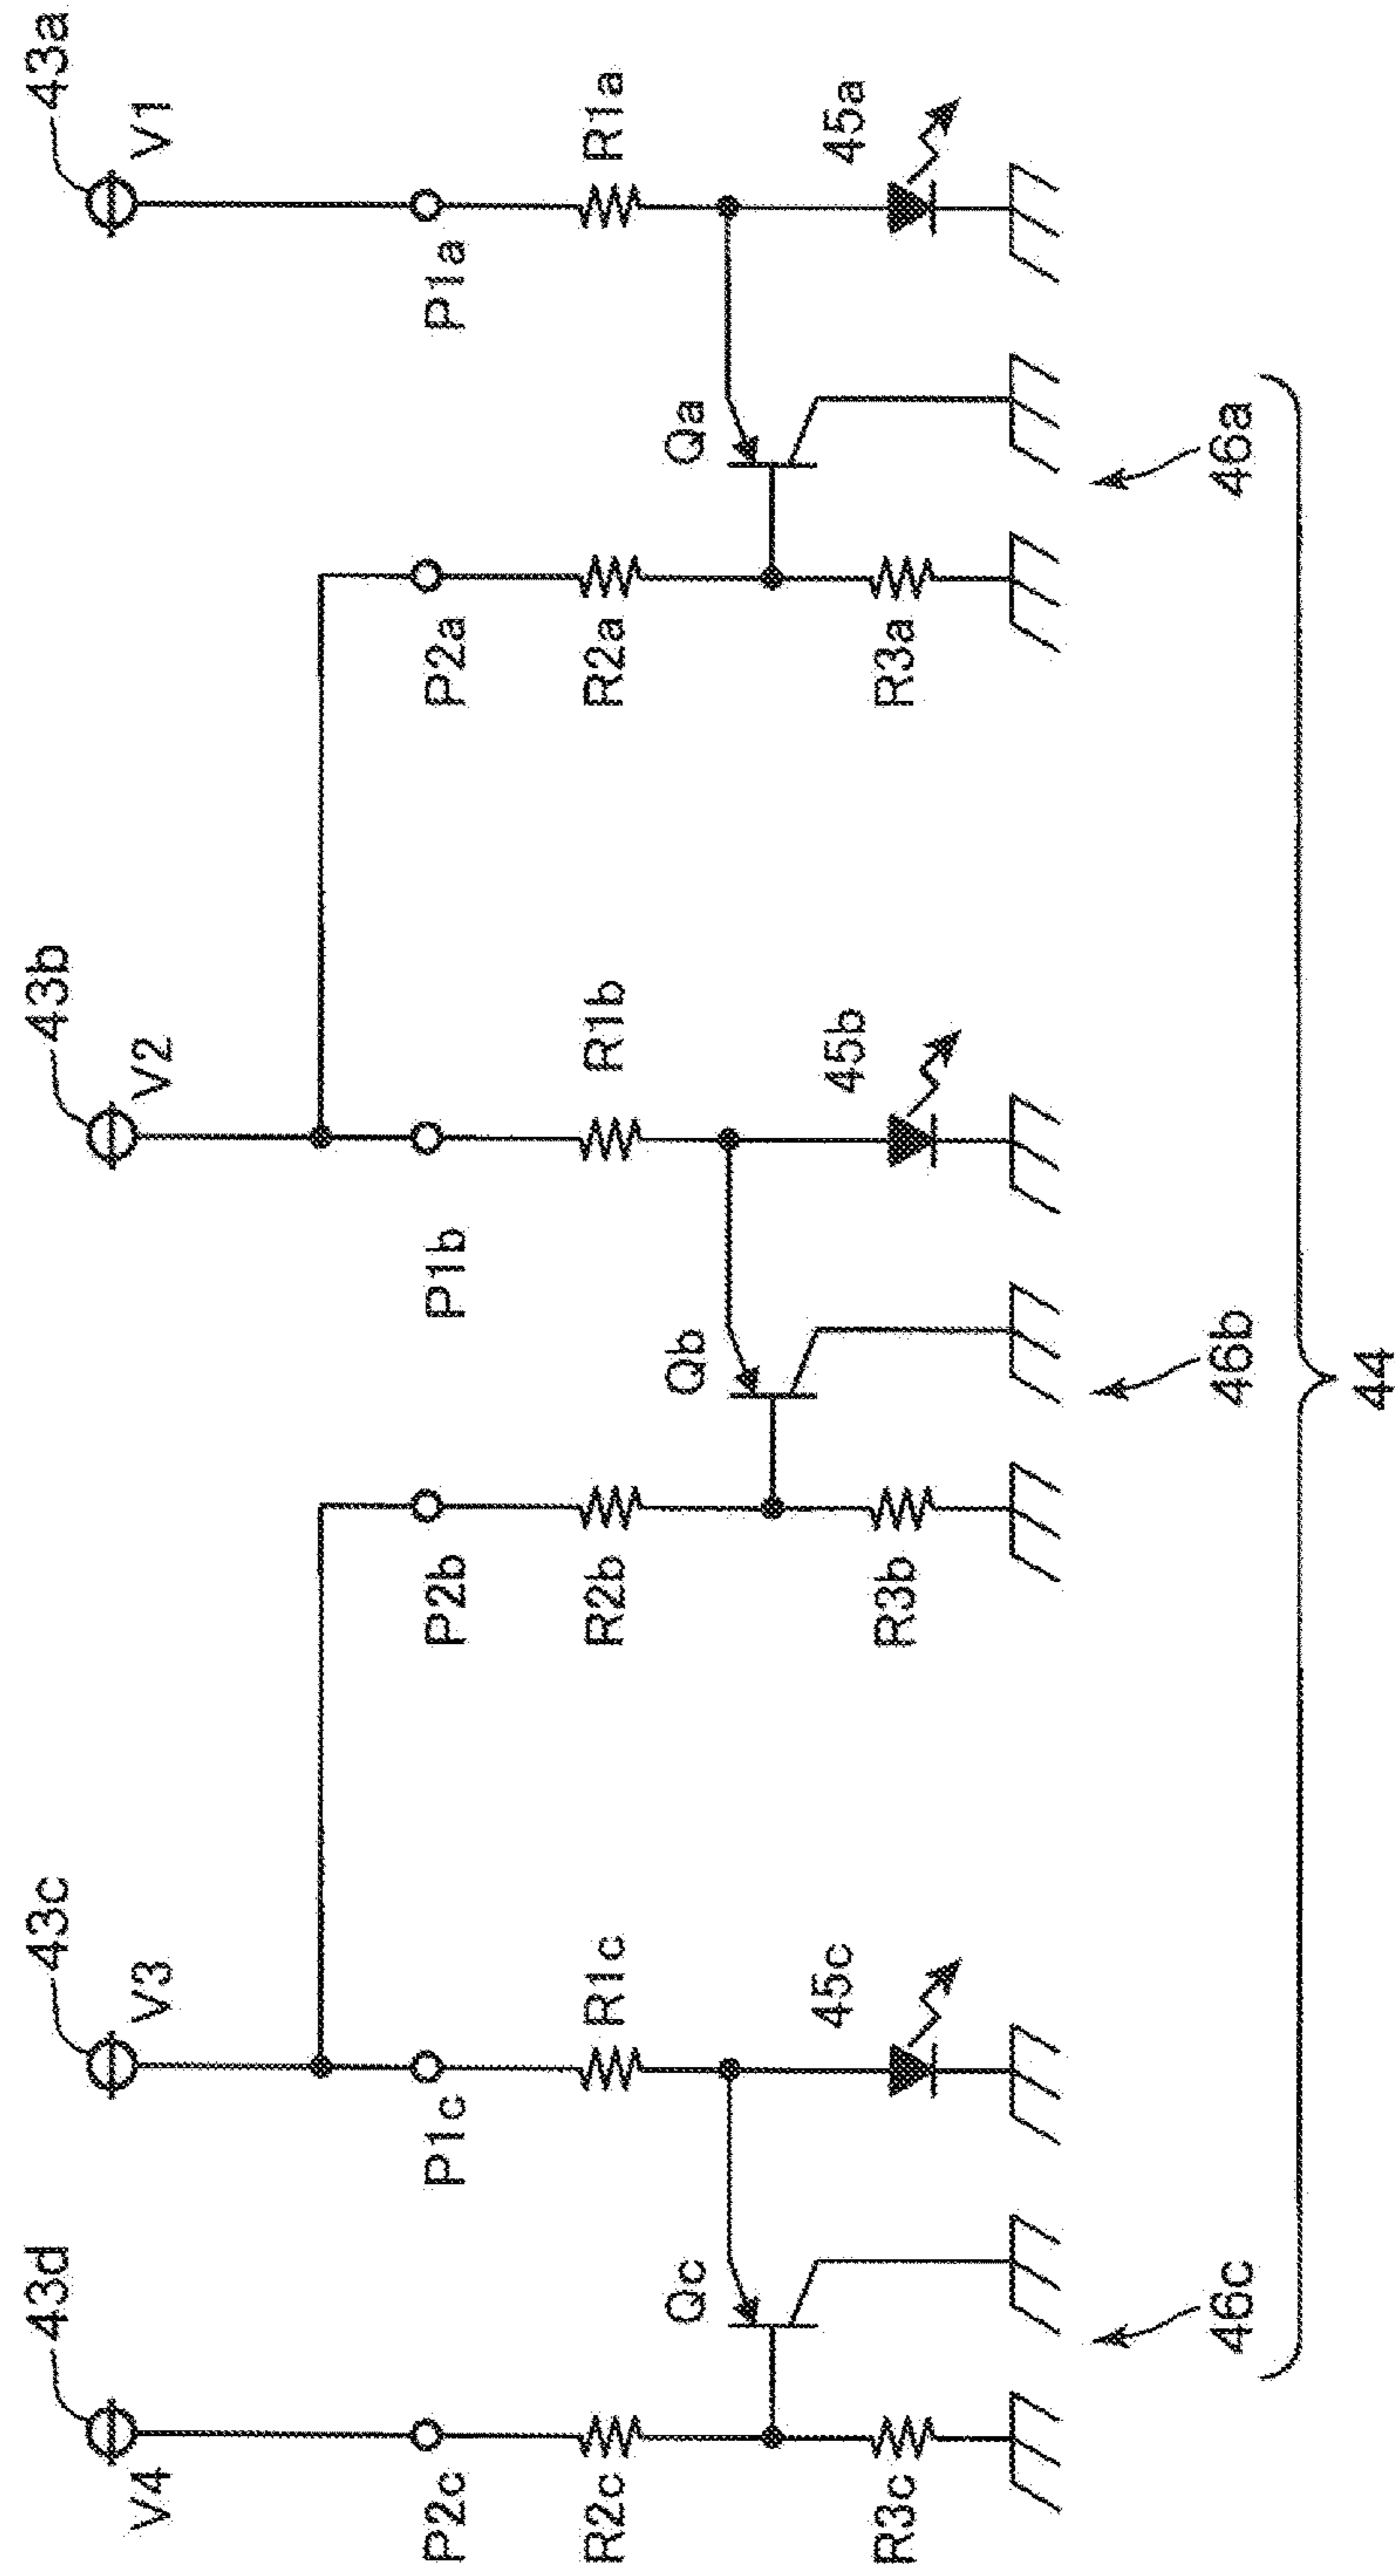 43d
43c
43b
43a
V4
V3
V2
V1
P2c
P1c
P2b
P1b
P2a
P1a
R2c
R1c
R2b
R1b
R2a
R1a
Qc
Qb
Qa
45c
45b
45a
R3c
R3b
R3a
46c
46b
46a
44